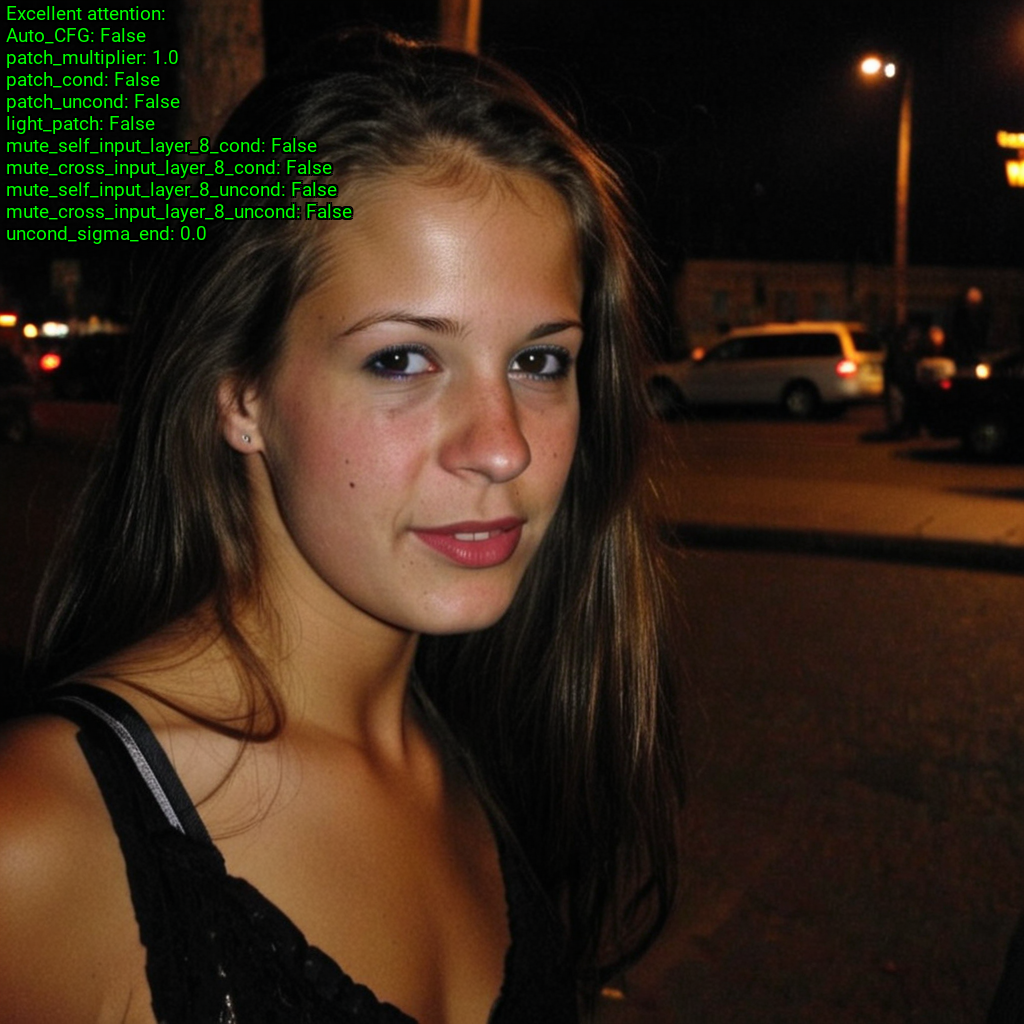 Excellent attention:
Auto_CFG: False
patch_multiplier: 1.0
patch_cond: False
patch_uncond: False
light_patch: False
mute_self_input_layer_8_cond: False
mute_cross_input_layer_8_cond: False
mute_self_input_layer_8_uncond: False
mute_cross_input_layer_8_uncond: False
uncond_sigma_end: 0.0